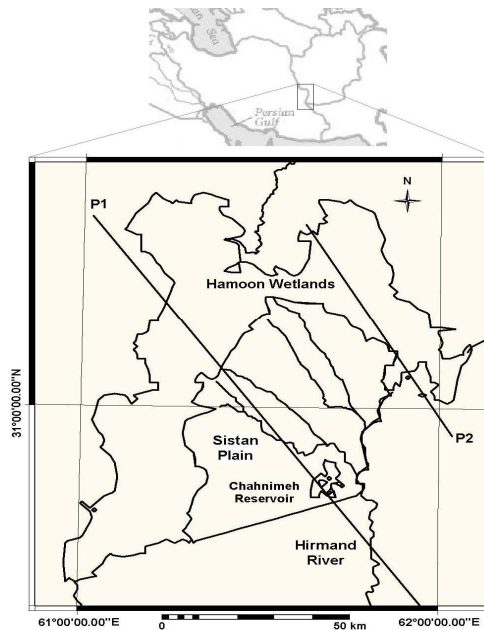 Sea
Persian
Gulf
P1
N
Hamoon Wetlands
31°00'00.00"N
P2
Sistan
Plain
Chahnimeh
Reservoir
Hirmand
River
61°00'00.00"E
62°00'00.00"E
0
50 km